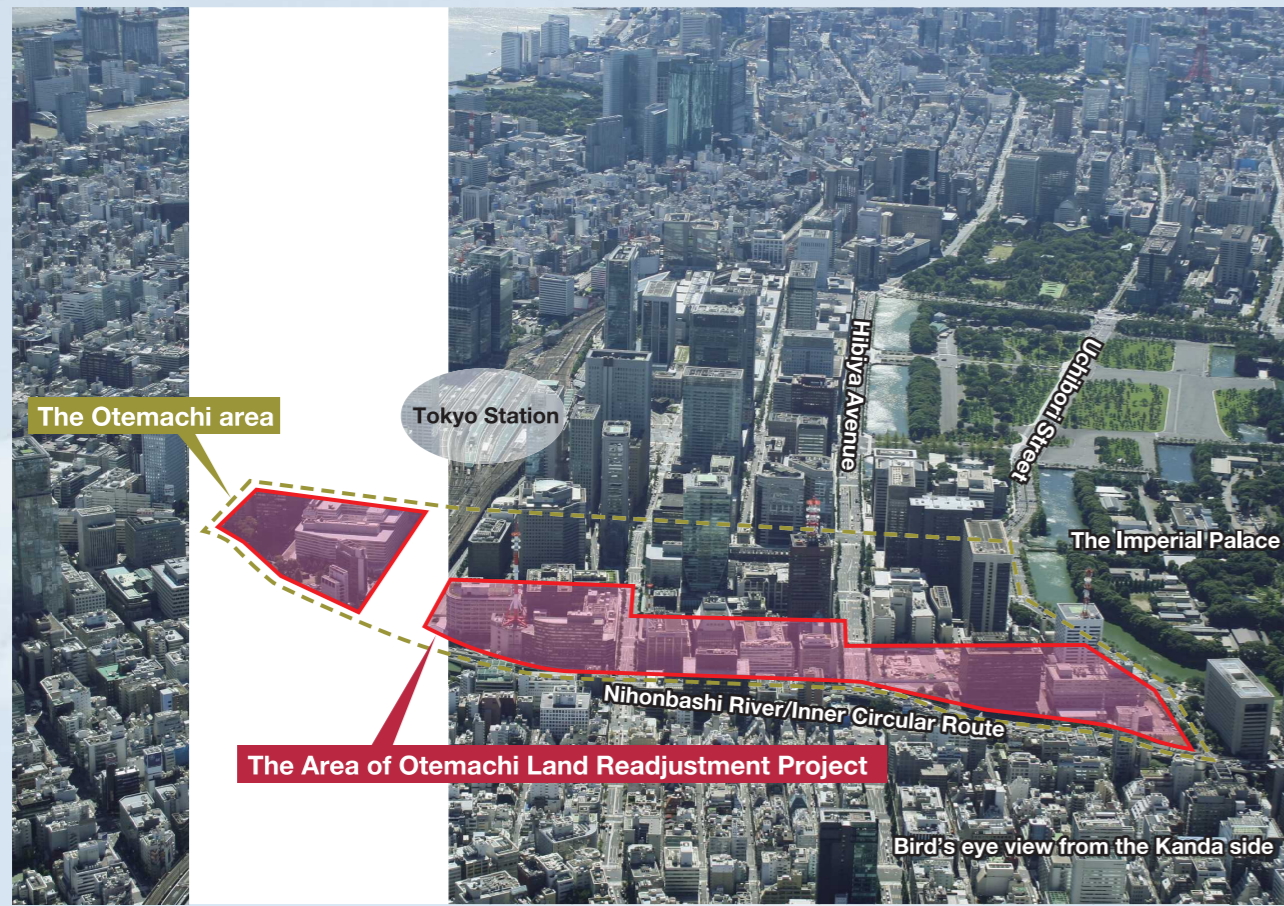 The Otemachi area
Tokyo Station
Hibiya Avenue
Uchibori Street
The Imperial Palace
Nihonbashi River/Inner Circular Route
The Area of Otemachi Land Readjustment Project
Bird's eye view from the Kanda side